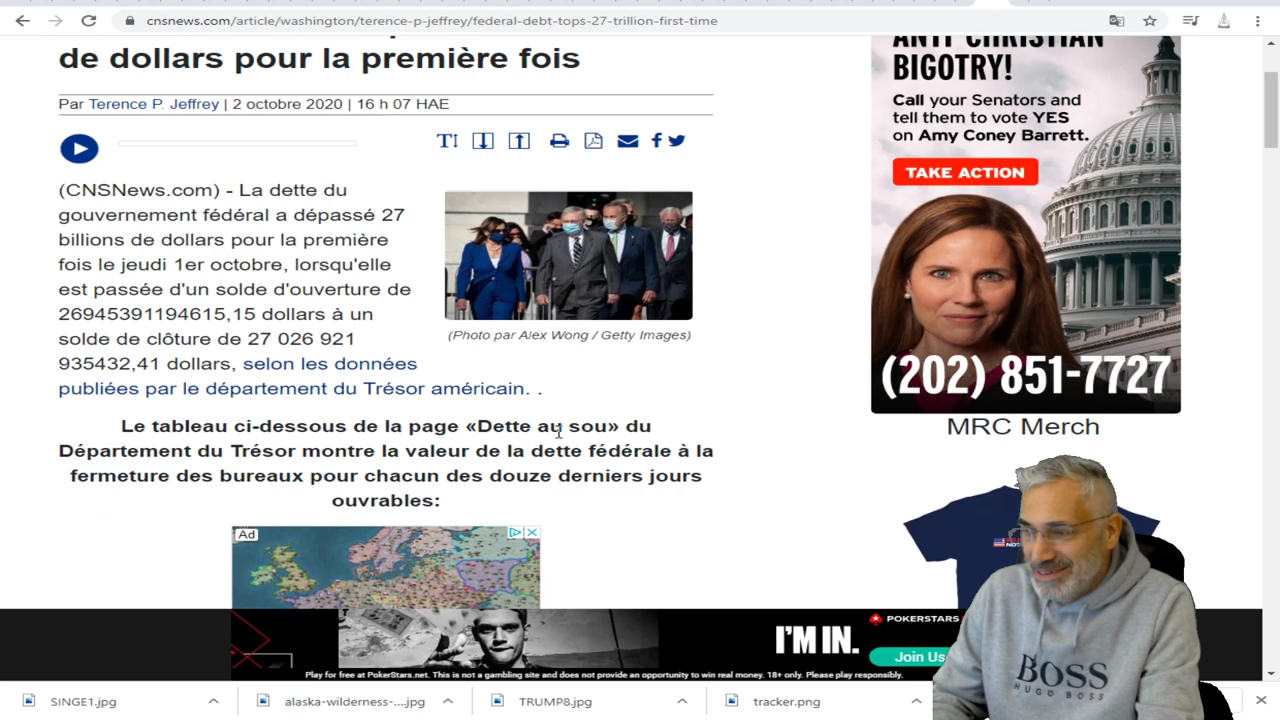 cnsnews.com/article/washington/terence-p-jeffrey/federal-debt-tops-27-trillion-first-time
de dollars pour la première fois
Par Terence P. Jeffrey | 2 octobre 2020 | 16 h 07 HAE
(CNSNews.com) - La dette du
gouvernement fédéral a dépassé 27
billions de dollars pour la première
fois le jeudi 1er octobre, lorsqu'elle
est passée d'un solde d'ouverture de
26945391194615,15 dollars à un
solde de clôture de 27 026 921
935432,41 dollars, selon les données
publiées par le département du Trésor américain. .
(Photo par Alex Wong / Getty Images)
Le tableau ci-dessous de la page «Dette au sou» du
Département du Trésor montre la valeur de la dette fédérale à la
fermeture des bureaux pour chacun des douze derniers jours
ouvrables:
Ad
ANTI-CHRISTIAN
BIGOTRY!
Call your Senators and
tell them to vote YES
on Amy Coney Barrett.
TAKE ACTION
(202) 851-7727
MRC Merch
I'M IN.
POKERSTARS
Join Us
Play for free at PokerStars.net. This is not a gambling site and does not provide an opportunity to win real money. 18+ only. Please play responsibly.
BOSS
HUGO BOSS
SINGE1.jpg
alaska-wilderness-....jpg
TRUMP8.jpg
tracker.png